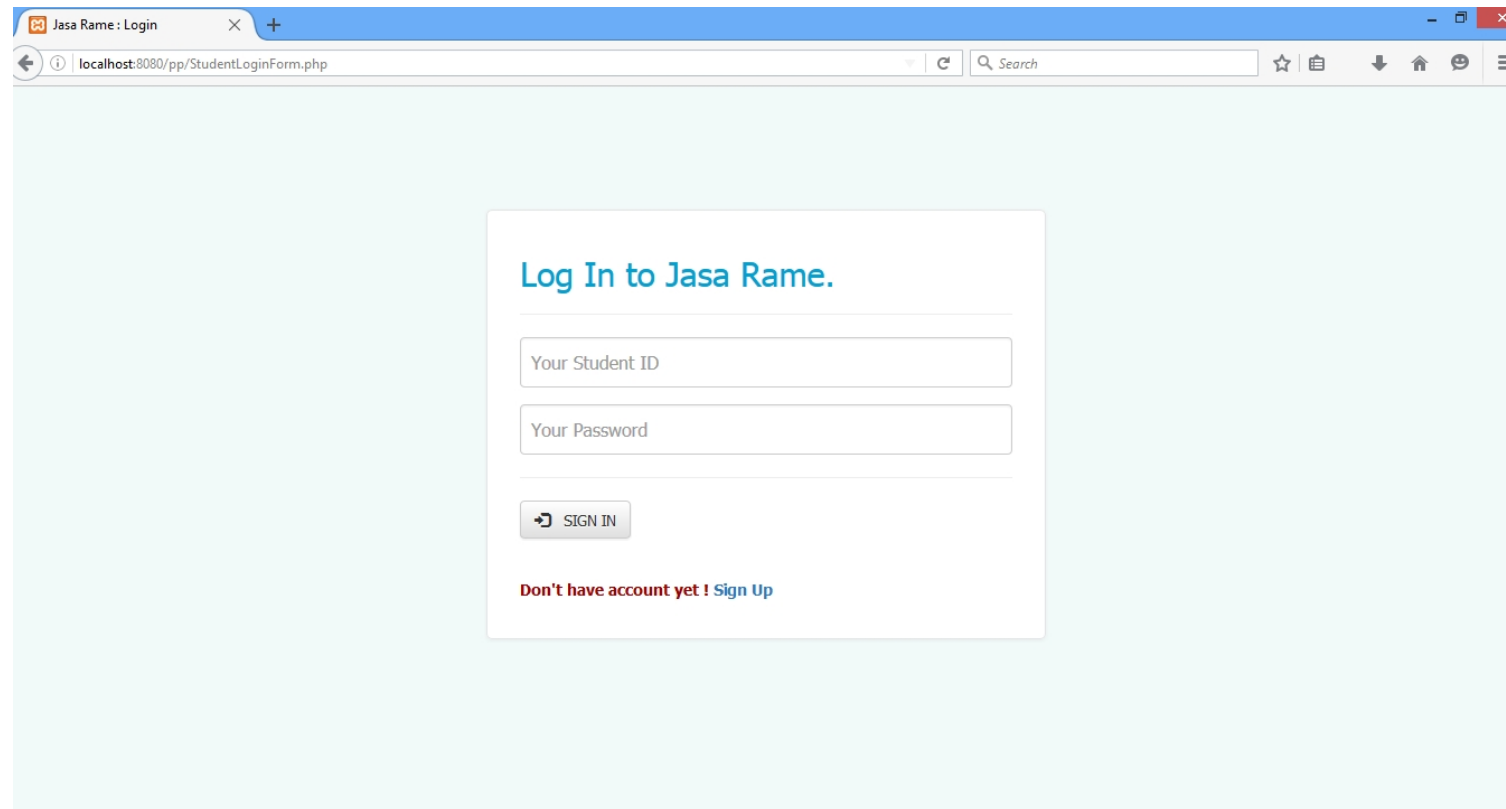 Jasa Rame : Login
localhost:8080/pp/StudentLoginForm.php
Search
Log In to Jasa Rame.
Your Student ID
Your Password
SIGN IN
Don't have account yet ! Sign Up